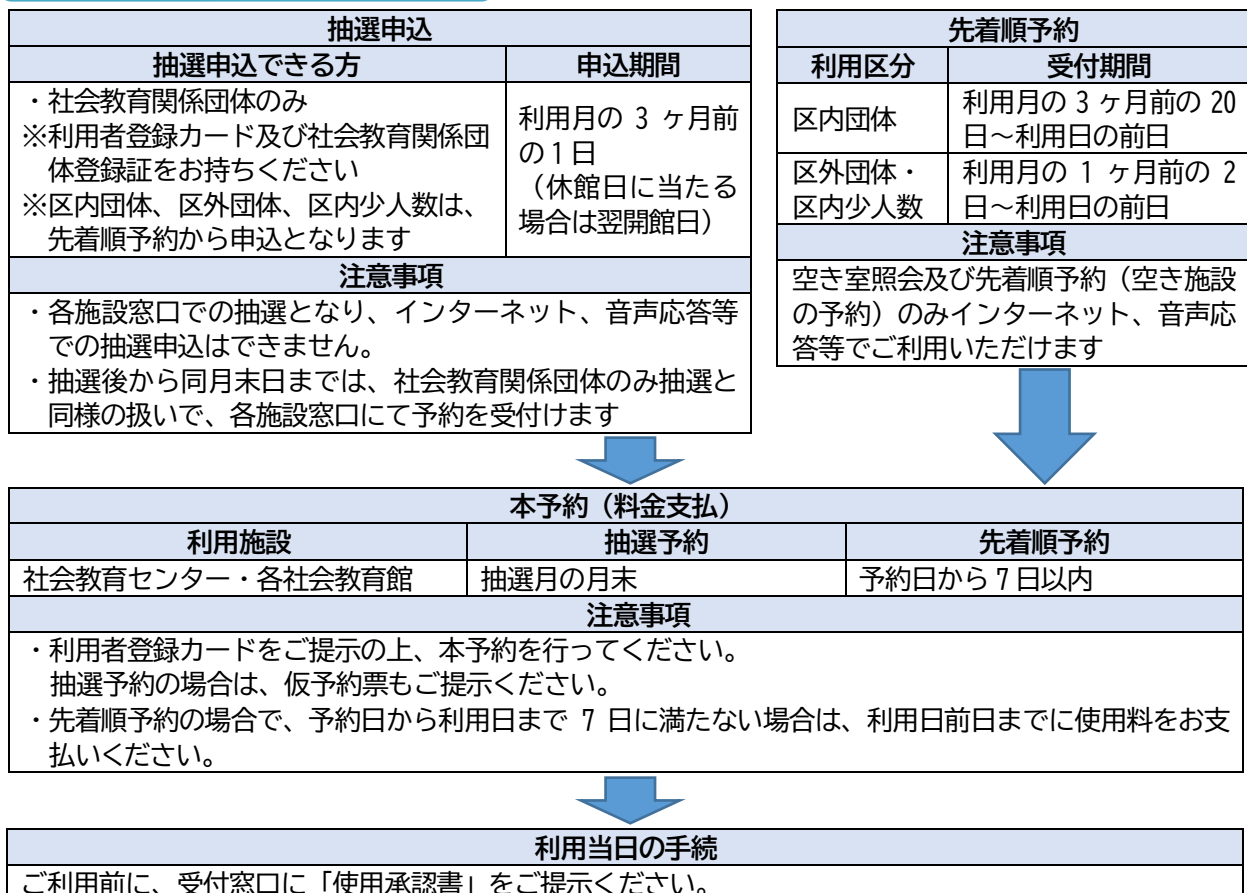 抽選申込
抽選申込できる方
申込期間
・社会教育関係団体のみ
※利用者登録カード及び社会教育関係団
体登録証をお持ちください
※区内団体、区外団体、区内少人数は、
先着順予約から申込となります
利用月の 3 ヶ月前
の1日
(休館日に当たる
場合は翌開館日)
注意事項
・各施設窓口での抽選となり、インターネット、音声応答等
での抽選申込はできません。
・抽選後から同月末日までは、社会教育関係団体のみ抽選と
同様の扱いで、各施設窓口にて予約を受付けます
先着順予約
利用区分
受付期間
区内団体
利用月の 3 ヶ月前の 20
日～利用日の前日
区外団体・
区内少人数
利用月の 1 ヶ月前の 2
日～利用日の前日
注意事項
空き室照会及び先着順予約(空き施設
の予約)のみインターネット、音声応
答等でご利用いただけます
本予約(料金支払)
利用施設
抽選予約
先着順予約
社会教育センター・各社会教育館
抽選月の月末
予約日から7日以内
注意事項
・利用者登録カードをご提示の上、本予約を行ってください。
抽選予約の場合は、仮予約票もご提示ください。
・先着順予約の場合で、予約日から利用日まで 7 日に満たない場合は、利用日前日までに使用料をお支
払いください。
利用当日の手続
ご利用前に、受付窓口に「使用承認書」をご提示ください。